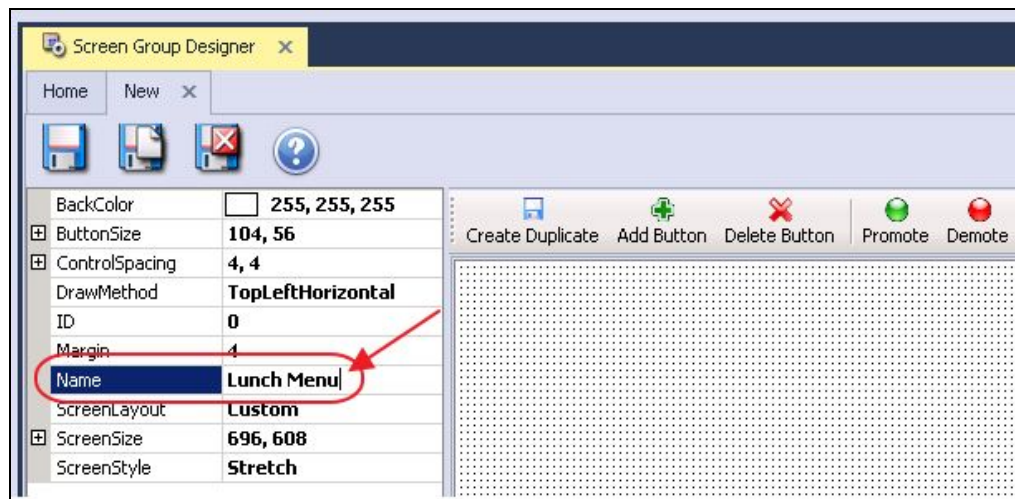 Screen Group Designer
Home New
BackColor 255, 255, 255
ButtonSize 104, 56
ControlSpacing 4, 4
DrawMethod TopLeftHorizontal
ID 0
Margin 4
Name Lunch Menu
ScreenLayout Custom
ScreenSize 696, 608
ScreenStyle Stretch
Create Duplicate Add Button Delete Button Promote Demote